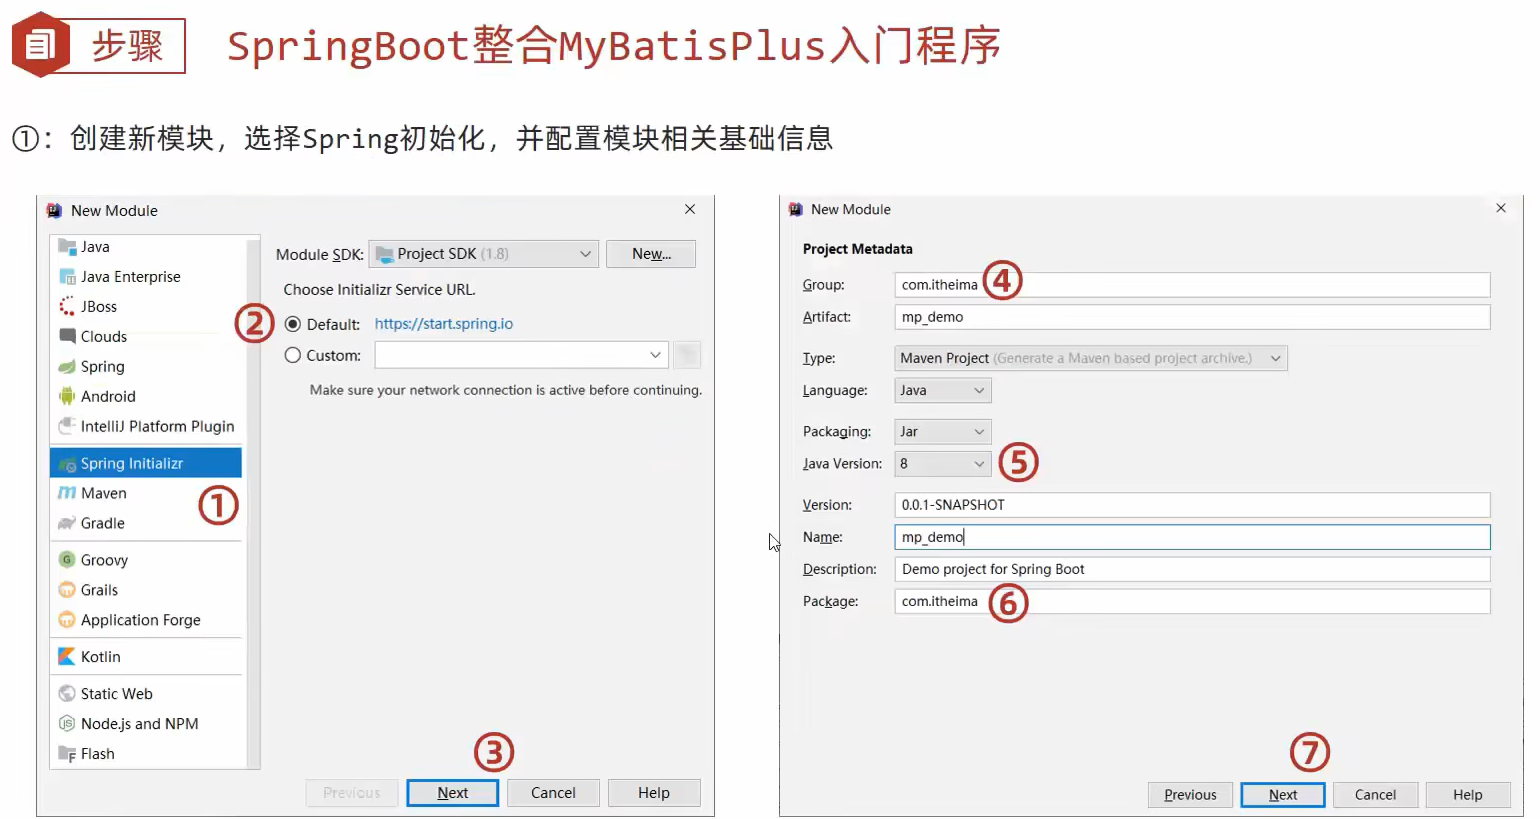 步骤
SpringBoot整合MyBatisPlus入门程序
①：创建新模块，选择Spring初始化，并配置模块相关基础信息
New Module
Java
Java Enterprise
JBoss
Clouds
Spring
Android
IntelliJ Platform Plugin
Spring Initializr
①
Maven
Gradle
Groovy
Grails
Application Forge
Kotlin
Static Web
Node.js and NPM
Flash
Module SDK: Project SDK (1.8) New...
Choose Initializr Service URL.
② Default: https://start.spring.io
Custom:
Make sure your network connection is active before continuing.
③
Previous Next Cancel Help
New Module
Project Metadata
Group: com.itheima ④
Artifact: mp_demo
Type: Maven Project (Generate a Maven based project archive.)
Language: Java
Packaging: Jar
Java Version: 8 ⑤
Version: 0.0.1-SNAPSHOT
Name: mp_demo
Description: Demo project for Spring Boot
Package: com.itheima ⑥
⑦
Previous Next Cancel Help